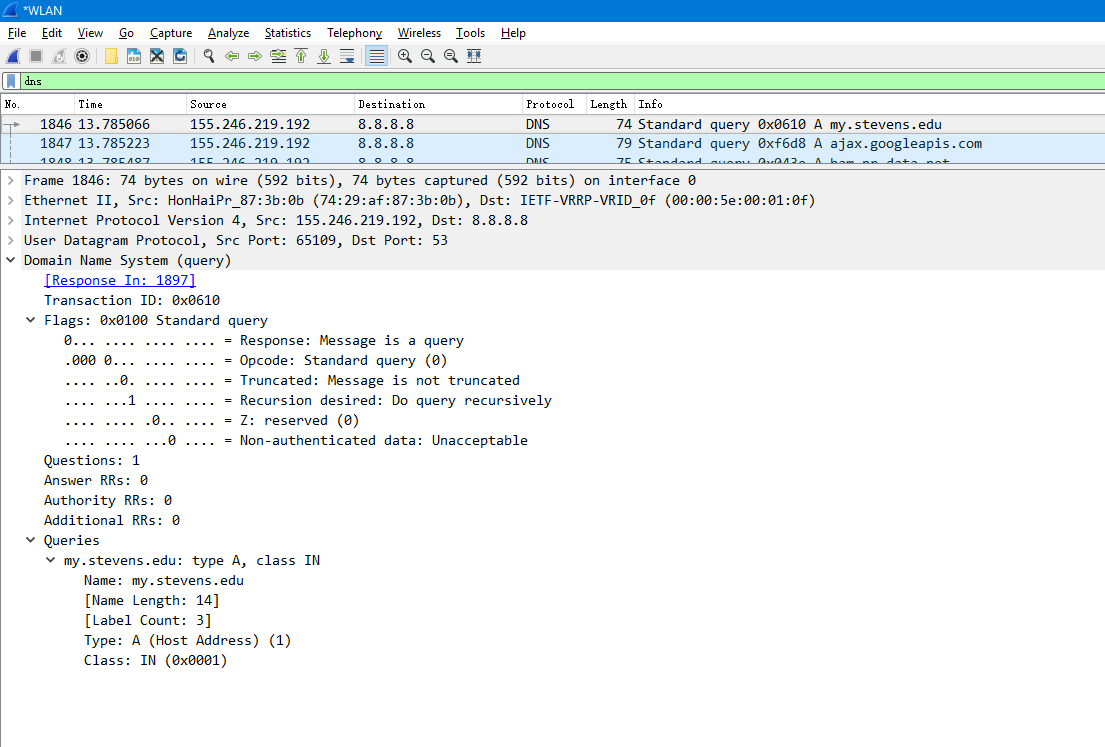 *WLAN
File Edit View Go Capture Analyze Statistics Telephony Wireless Tools Help
dns
No. Time Source Destination Protocol Length Info
1846 13.785066 155.246.219.192 8.8.8.8 DNS 74 Standard query 0x0610 A my.stevens.edu
1847 13.785223 155.246.219.192 8.8.8.8 DNS 79 Standard query 0xf6d8 A ajax.googleapis.com
1848 13.785487 155.246.219.192 8.8.8.8 DNS 75 Standard query
Frame 1846: 74 bytes on wire (592 bits), 74 bytes captured (592 bits) on interface 0
Ethernet II, Src: HonHaiPr_87:3b:0b (74:29:af:87:3b:0b), Dst: IETF-VRRP-VRID_0f (00:00:5e:00:01:0f)
Internet Protocol Version 4, Src: 155.246.219.192, Dst: 8.8.8.8
User Datagram Protocol, Src Port: 65109, Dst Port: 53
Domain Name System (query)
[Response In: 1897]
Transaction ID: 0x0610
Flags: 0x0100 Standard query
0... .... .... .... = Response: Message is a query
.000 0... .... .... = Opcode: Standard query (0)
.... ..0. .... .... = Truncated: Message is not truncated
.... ...1 .... .... = Recursion desired: Do query recursively
.... .... .0.. .... = Z: reserved (0)
.... .... ...0 .... = Non-authenticated data: Unacceptable
Questions: 1
Answer RRs: 0
Authority RRs: 0
Additional RRs: 0
Queries
my.stevens.edu: type A, class IN
Name: my.stevens.edu
[Name Length: 14]
[Label Count: 3]
Type: A (Host Address) (1)
Class: IN (0x0001)